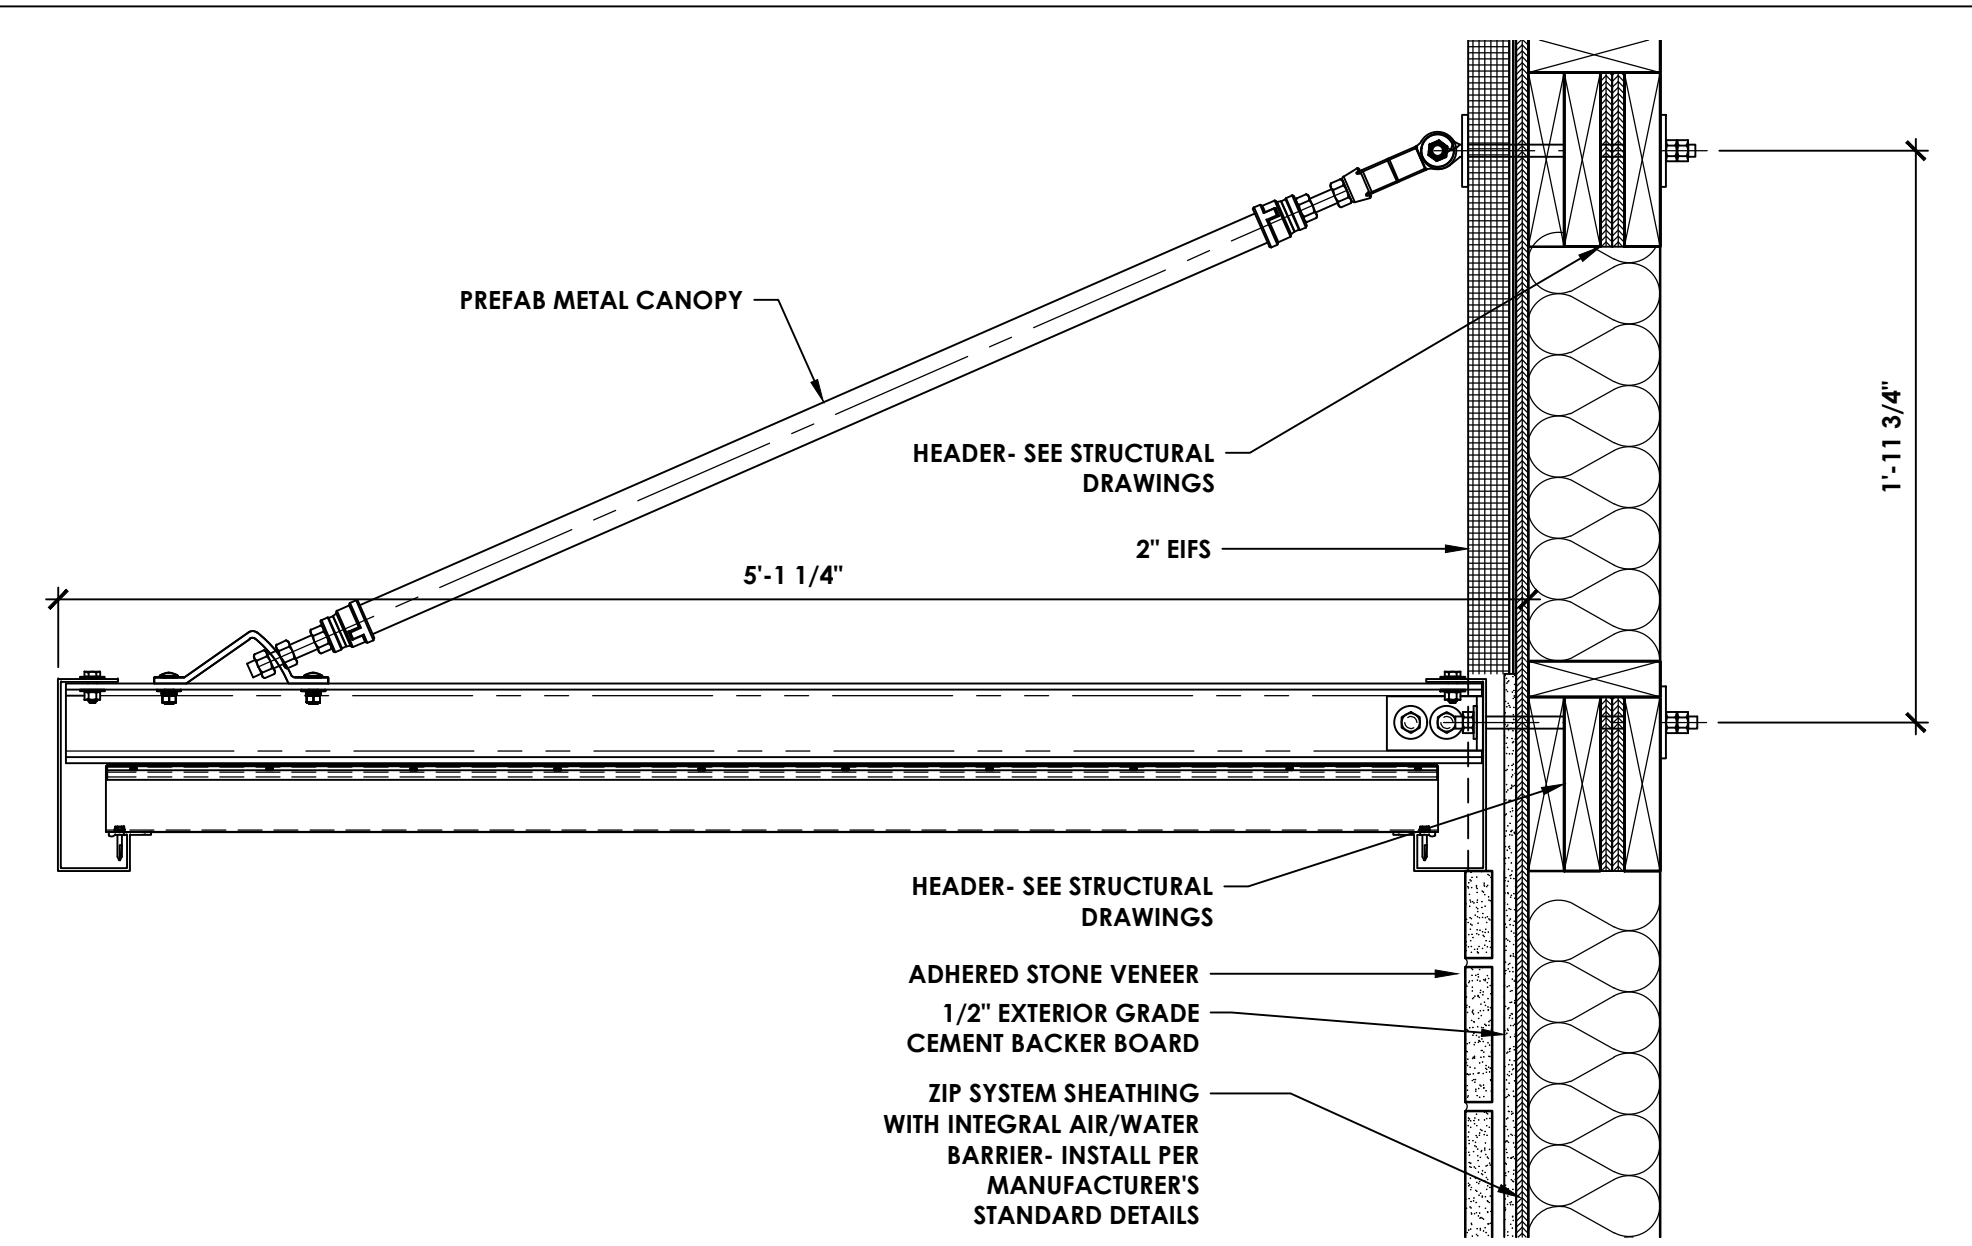 PREFAB METAL CANOPY
HEADER- SEE STRUCTURAL
DRAWINGS
1'-11 3/4"
2" EIFS
5'-1 1/4"
HEADER- SEE STRUCTURAL
DRAWINGS
ADHERED STONE VENEER
1/2" EXTERIOR GRADE
CEMENT BACKER BOARD
ZIP SYSTEM SHEATHING
WITH INTEGRAL AIR/WATER
BARRIER- INSTALL PER
MANUFACTURER'S
STANDARD DETAILS